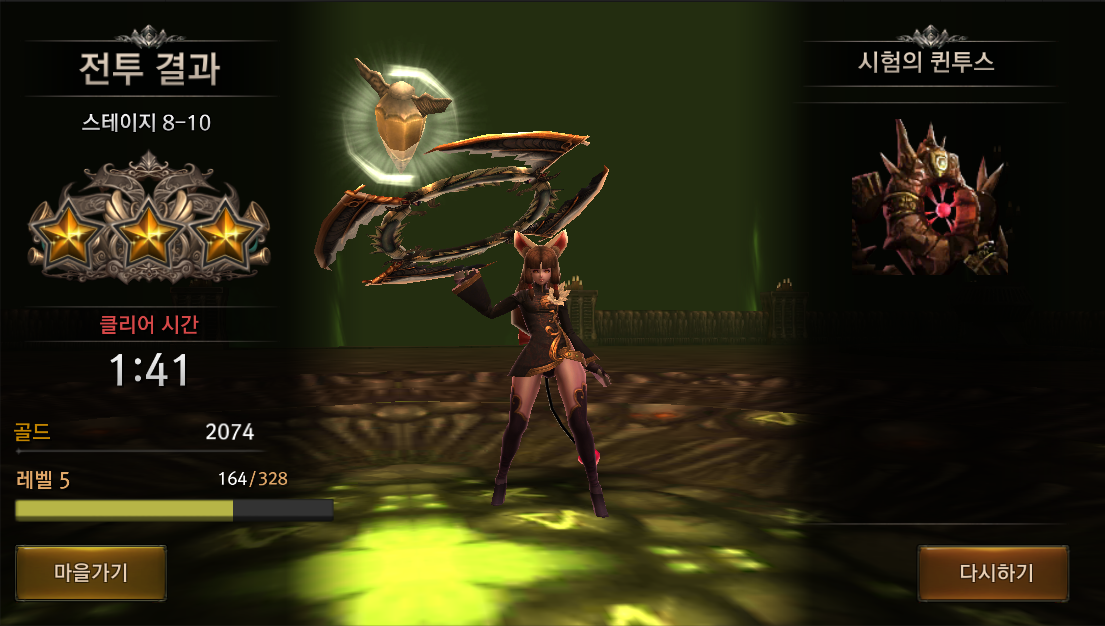 전투 결과
스테이지 8-10
클리어 시간
1:41
골드 2074
레벨 5 164/328
마을가기
시험의 퀸투스
다시하기